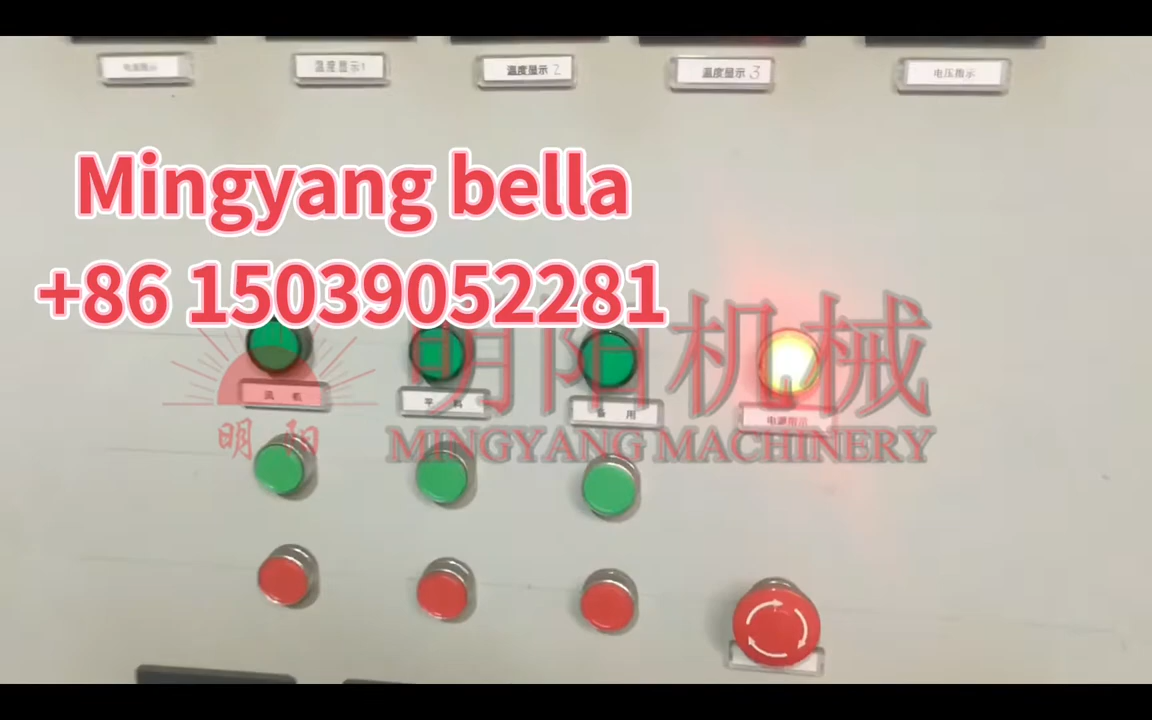 电流指示
温度显示1
温度显示2
温度显示3
电压指示
Mingyang bella
+86 15039052281
明阳机械
MINGYANG MACHINERY
明阳
风机
平料
备用
电源指示